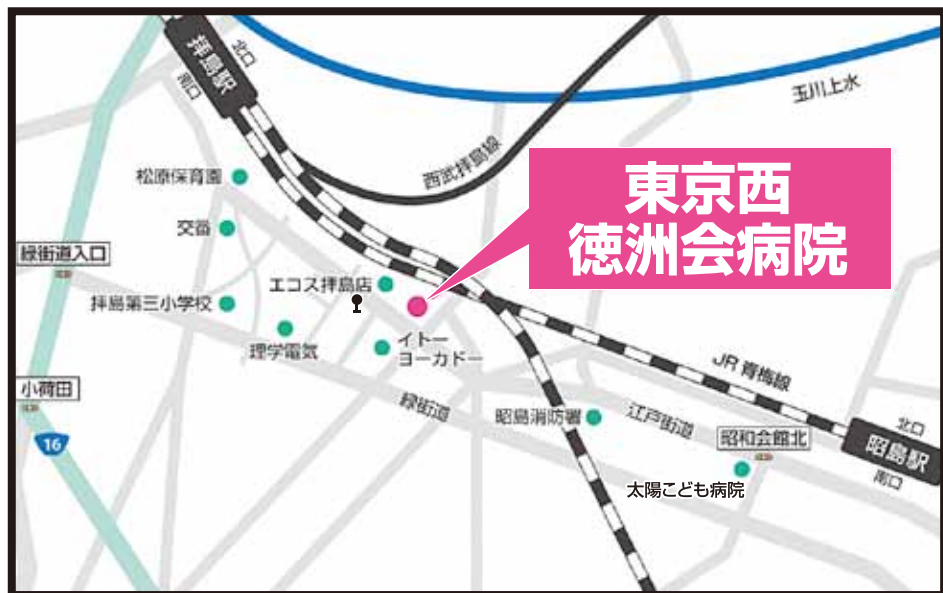 北口
拝島駅
南口
玉川上水
西武拝島線
東京西
徳洲会病院
松原保育園
交番
緑街道入口
エコス拝島店
拝島第三小学校
理学電気
イトー
ヨーカドー
JR 青梅線
小荷田
緑街道
昭島消防署
江戸街道
昭和会館北
北口
昭島駅
南口
16
太陽こども病院